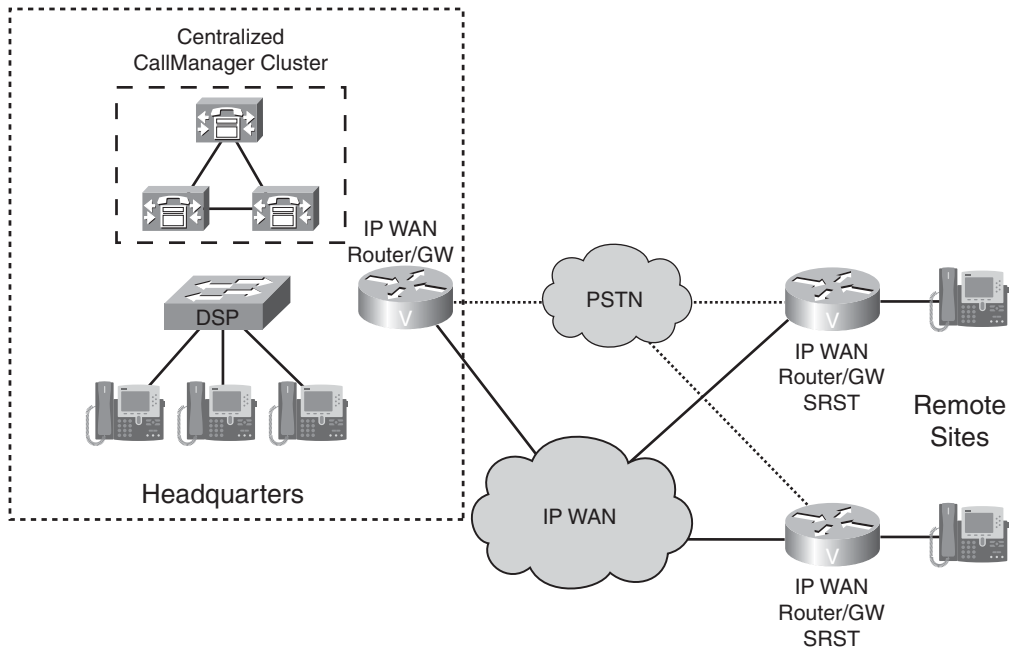 Centralized
CallManager Cluster
IP WAN
Router/GW
DSP
V
Headquarters
PSTN
IP WAN
V
IP WAN
Router/GW
SRST
Remote
Sites
V
IP WAN
Router/GW
SRST